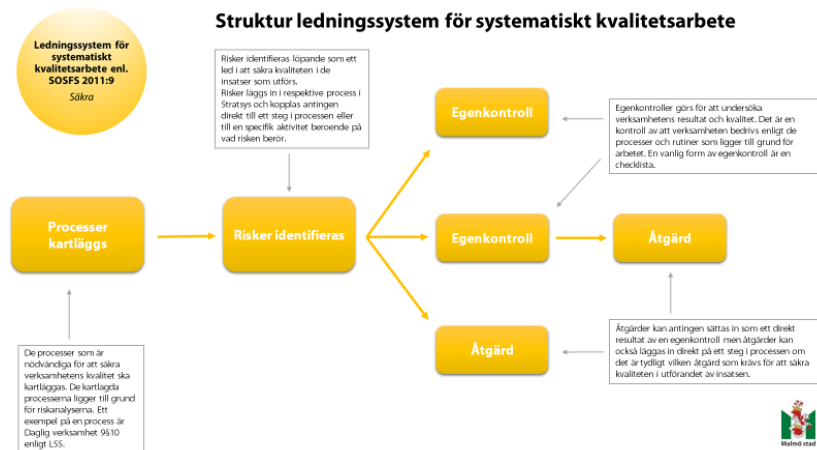 Struktur ledningssystem för systematiskt kvalitetsarbete
Ledningssystem för
systematiskt
kvalitetsarbete enl.
SOSFS 2011:9
Säkra
Risker identifieras löpande som ett
led i att säkra kvaliteten i de
insatser som utförs.
Risker läggs in i respektive process i
Stratsys och kopplas antingen
direkt till ett steg i processen eller
till en specifik aktivitet beroende på
vad risken berör.
Egenkontroll
Egenkontroller görs för att undersöka
verksamhetens resultat och kvalitet. Det är en
kontroll av att verksamheten bedrivs enligt de
processer och rutiner som ligger till grund för
arbetet. En vanlig form av egenkontroll är en
checklista.
Processer
kartläggs
Risker identifieras
Egenkontroll
Åtgärd
Åtgärd
De processer som är
nödvändiga för att säkra
verksamhetens kvalitet ska
kartläggas. De kartlagda
processerna ligger till grund
för riskanalyserna. Ett
exempel på en process är
Daglig verksamhet 9§10
enligt LSS.
Åtgärder kan antingen sättas in som ett direkt
resultat av en egenkontroll men åtgärder kan
också läggas in direkt på ett steg i processen om
det är tydligt vilken åtgärd som krävs för att säkra
kvaliteten i utförandet av insatsen.
Malmö stad